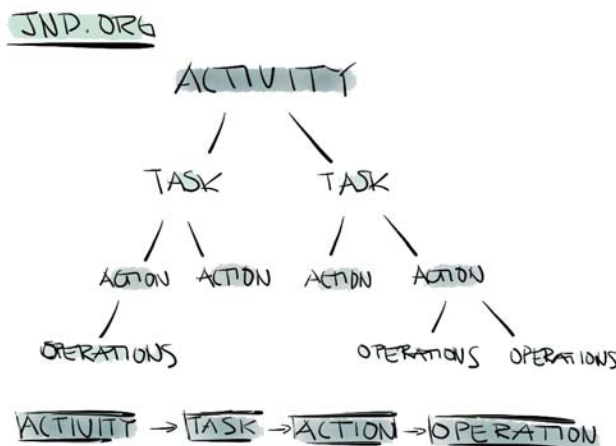 JND.ORG
ACTIVITY
TASK TASK
ACTION ACTION ACTION ACTION
OPERATIONS OPERATIONS OPERATIONS
ACTIVITY → TASK → ACTION → OPERATION